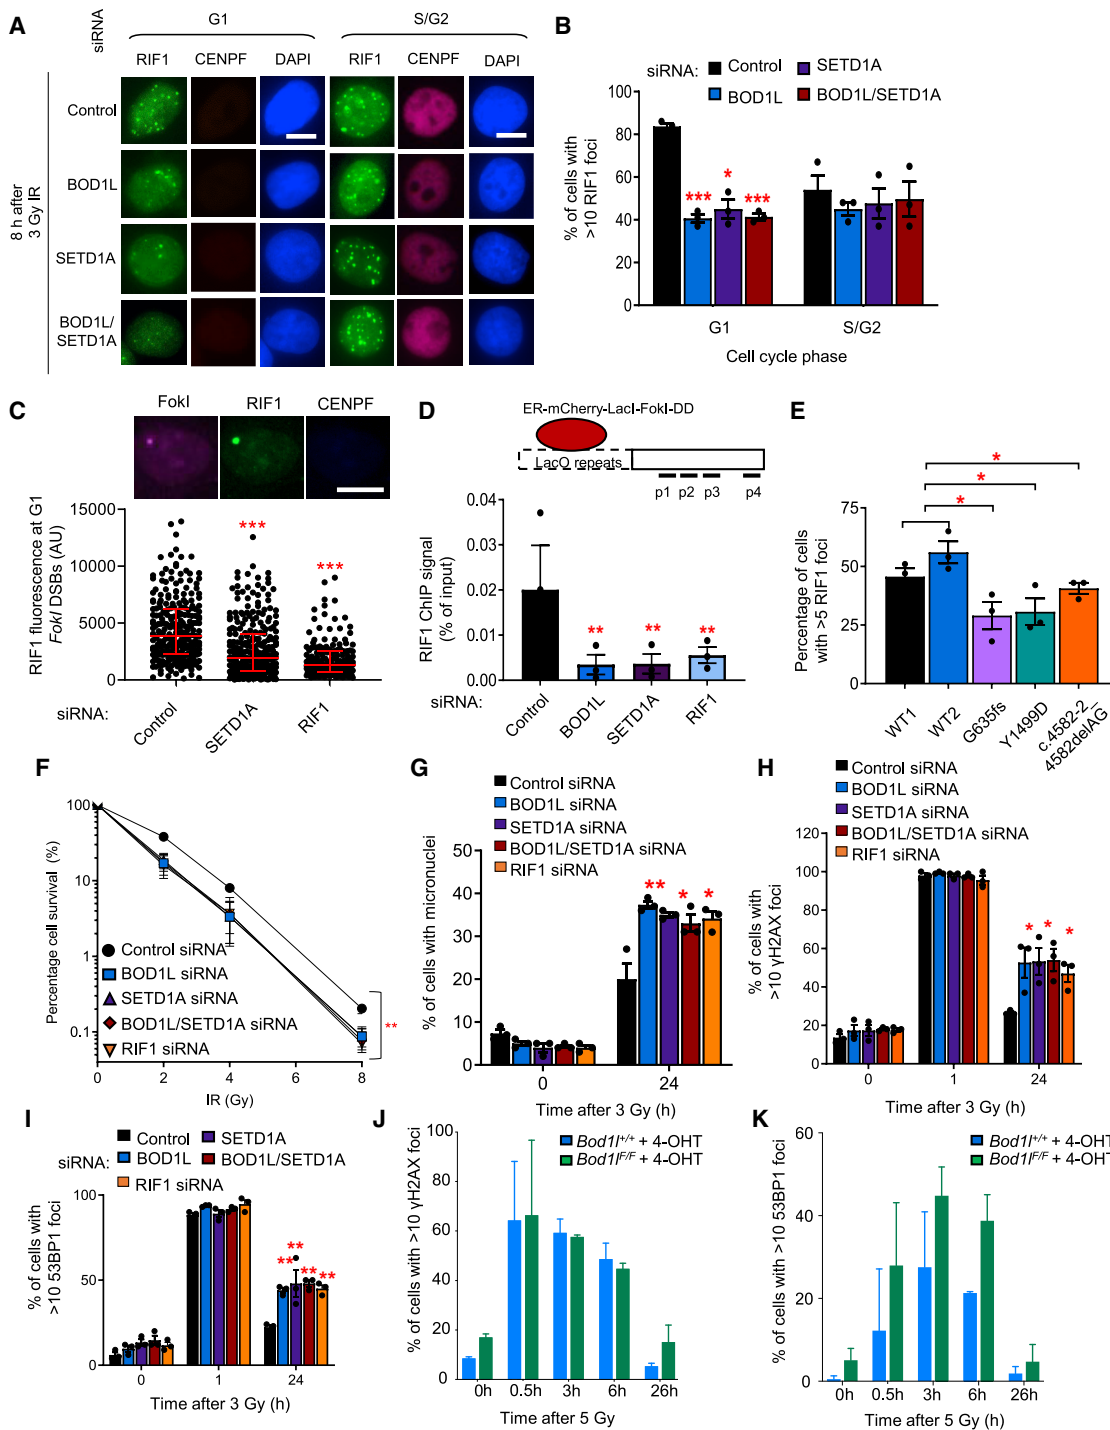 A
siRNA
G1
S/G2
RIF1 CENPF DAPI RIF1 CENPF DAPI
8 h after
3 Gy IR
Control
BOD1L
SETD1A
BOD1L/
SETD1A
B
siRNA:
Control
SETD1A
BOD1L
BOD1L/SETD1A
% of cells with
>10 RIF1 foci
100
80
60
40
20
0
***
*
***
G1
S/G2
Cell cycle phase
C
FokI RIF1 CENPF
RIF1 fluorescence at G1
FokI DSBs (AU)
15000
10000
5000
0
***
***
siRNA:
Control
SETD1A
RIF1
D
ER-mCherry-LacI-FokI-DD
LacO repeats
p1 p2 p3 p4
RIF1 ChIP signal
(% of input)
0.04
0.03
0.02
0.01
0.00
**
**
**
siRNA:
Control
BOD1L
SETD1A
RIF1
E
Percentage of cells
with >5 RIF1 foci
75
50
25
0
*
*
*
WT1
WT2
G635fs
Y1499D
c.4582-2_
4582delAG
F
Percentage cell survival (%)
100
10
1
0.1
Control siRNA
BOD1L siRNA
SETD1A siRNA
BOD1L/SETD1A siRNA
RIF1 siRNA
**
0 2 4 6 8
IR (Gy)
G
Control siRNA
BOD1L siRNA
SETD1A siRNA
BOD1L/SETD1A siRNA
RIF1 siRNA
% of cells with micronuclei
50
40
30
20
10
0
**
*
*
0 24
Time after 3 Gy (h)
H
Control siRNA
BOD1L siRNA
SETD1A siRNA
BOD1L/SETD1A siRNA
RIF1 siRNA
% of cells with
>10 γH2AX foci
100
80
60
40
20
0
*
*
*
0 1 24
Time after 3 Gy (h)
I
siRNA:
Control
SETD1A
BOD1L
BOD1L/SETD1A
RIF1 siRNA
% of cells with
>10 53BP1 foci
100
50
0
**
**
**
**
0 1 24
Time after 3 Gy (h)
J
Bod1l+/+ + 4-OHT
Bod1lF/F + 4-OHT
% of cells with >10 γH2AX foci
100
80
60
40
20
0
0h 0.5h 3h 6h 26h
Time after 5 Gy
K
Bod1l+/+ + 4-OHT
Bod1lF/F + 4-OHT
% of cells with >10 53BP1 foci
60
40
20
0
0h 0.5h 3h 6h 26h
Time after 5 Gy (h)